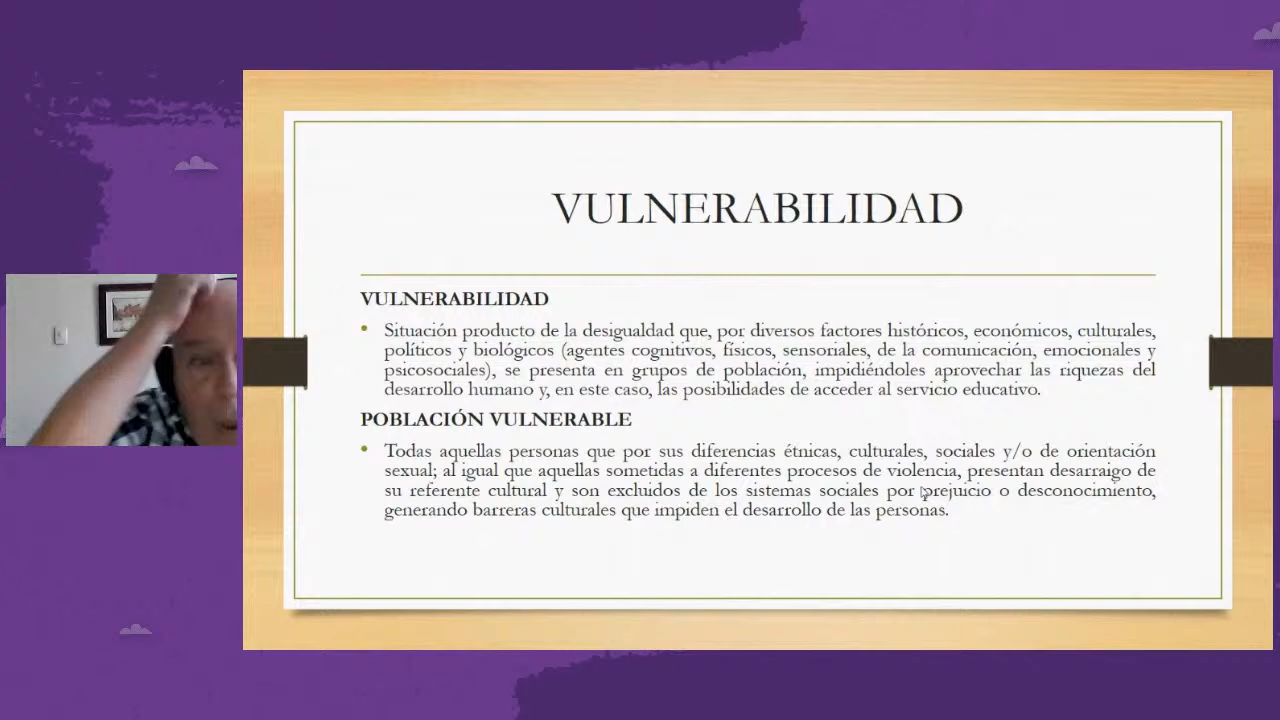 VULNERABILIDAD
VULNERABILIDAD
• Situación producto de la desigualdad que, por diversos factores históricos, económicos, culturales,
políticos y biológicos (agentes cognitivos, físicos, sensoriales, de la comunicación, emocionales y
psicosociales), se presenta en grupos de población, impidiéndoles aprovechar las riquezas del
desarrollo humano y, en este caso, las posibilidades de acceder al servicio educativo.
POBLACIÓN VULNERABLE
• Todas aquellas personas que por sus diferencias étnicas, culturales, sociales y/o de orientación
sexual; al igual que aquellas sometidas a diferentes procesos de violencia, presentan desarraigo de
su referente cultural y son excluidos de los sistemas sociales por prejuicio o desconocimiento,
generando barreras culturales que impiden el desarrollo de las personas.